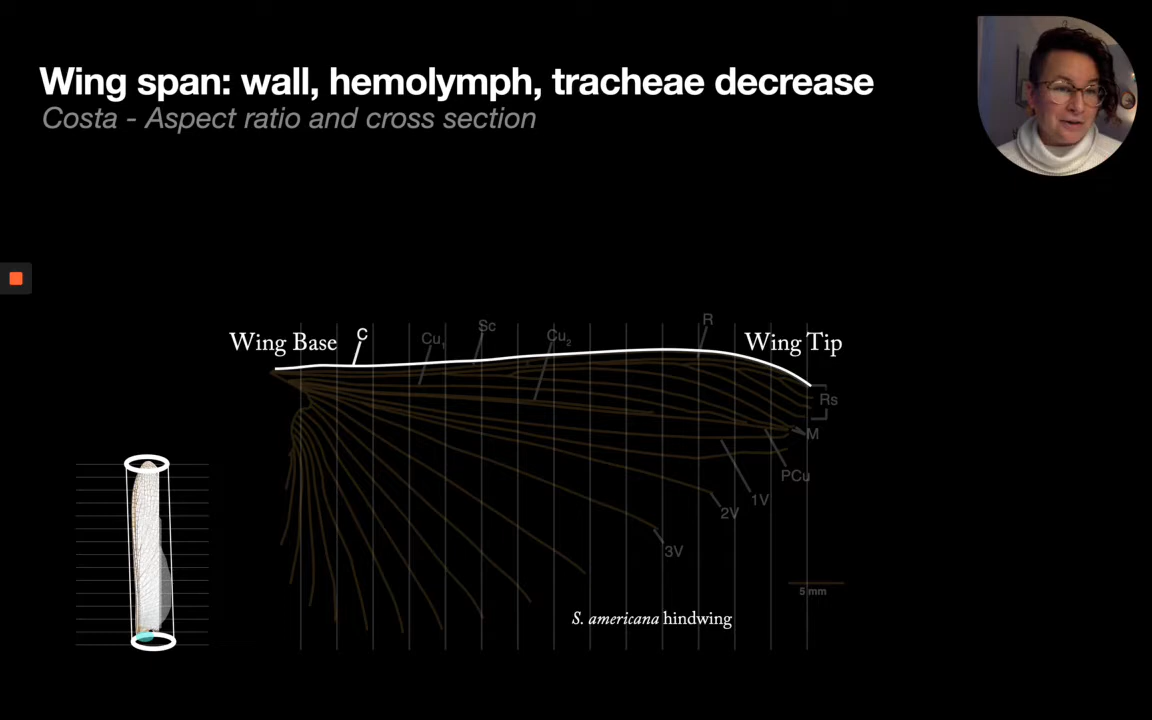 Wing span: wall, hemolymph, tracheae decrease
Costa - Aspect ratio and cross section
Wing Base
C
Cu1
Sc
Cu2
R
Wing Tip
Rs
M
PCu
1V
2V
3V
5 mm
S. americana hindwing